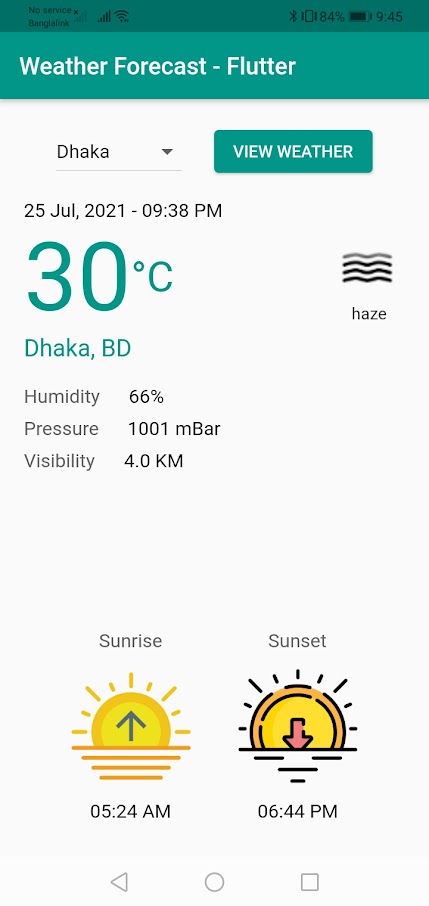 No service
Banglalink
84% 9:45
Weather Forecast - Flutter
Dhaka VIEW WEATHER
25 Jul, 2021 - 09:38 PM
30°C
haze
Dhaka, BD
Humidity 66%
Pressure 1001 mBar
Visibility 4.0 KM
Sunrise Sunset
05:24 AM 06:44 PM